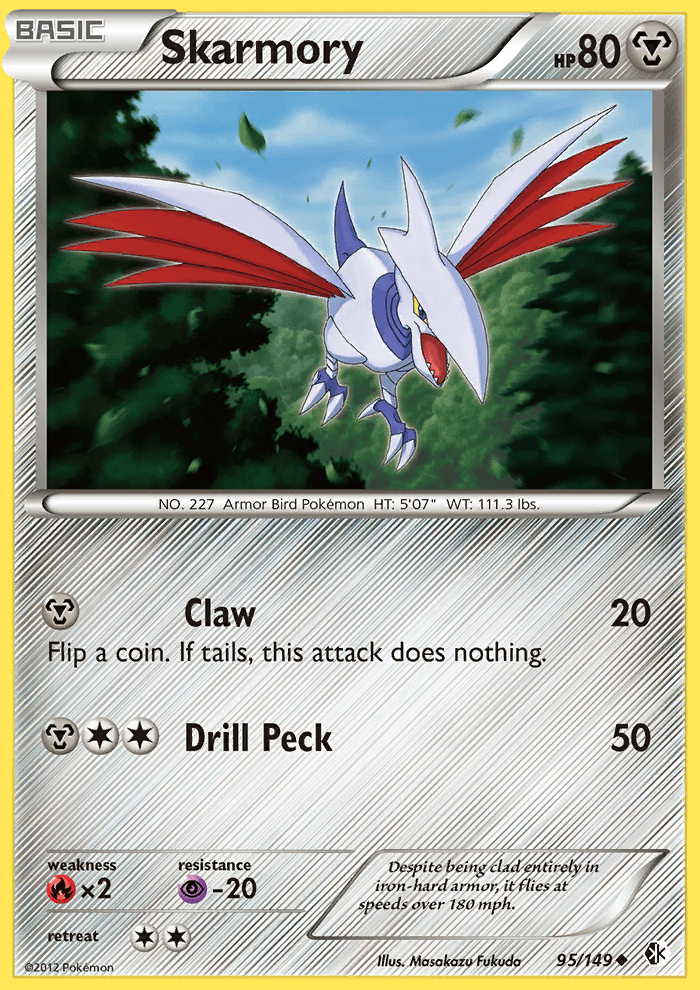 BASIC
Skarmory
HP80
NO. 227 Armor Bird Pokémon HT: 5'07" WT: 111.3 lbs.
Claw 20
Flip a coin. If tails, this attack does nothing.
Drill Peck 50
weakness resistance
×2 -20
Despite being clad entirely in
iron-hard armor, it flies at
speeds over 180 mph.
retreat
©2012 Pokémon
Illus. Masakazu Fukuda
95/149